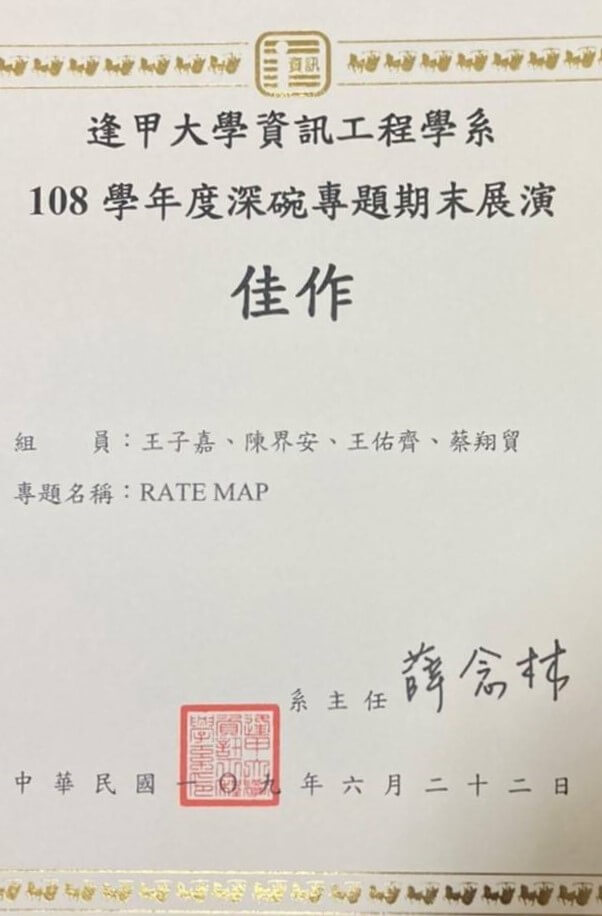 資訊
逢甲大學資訊工程學系
108 學年度深碗專題期末展演
佳作
組　　員：王子嘉、陳界安、王佑齊、蔡翔貿
專題名稱：RATE MAP
系主任 薛念林
中華民國一〇九年六月二十二日